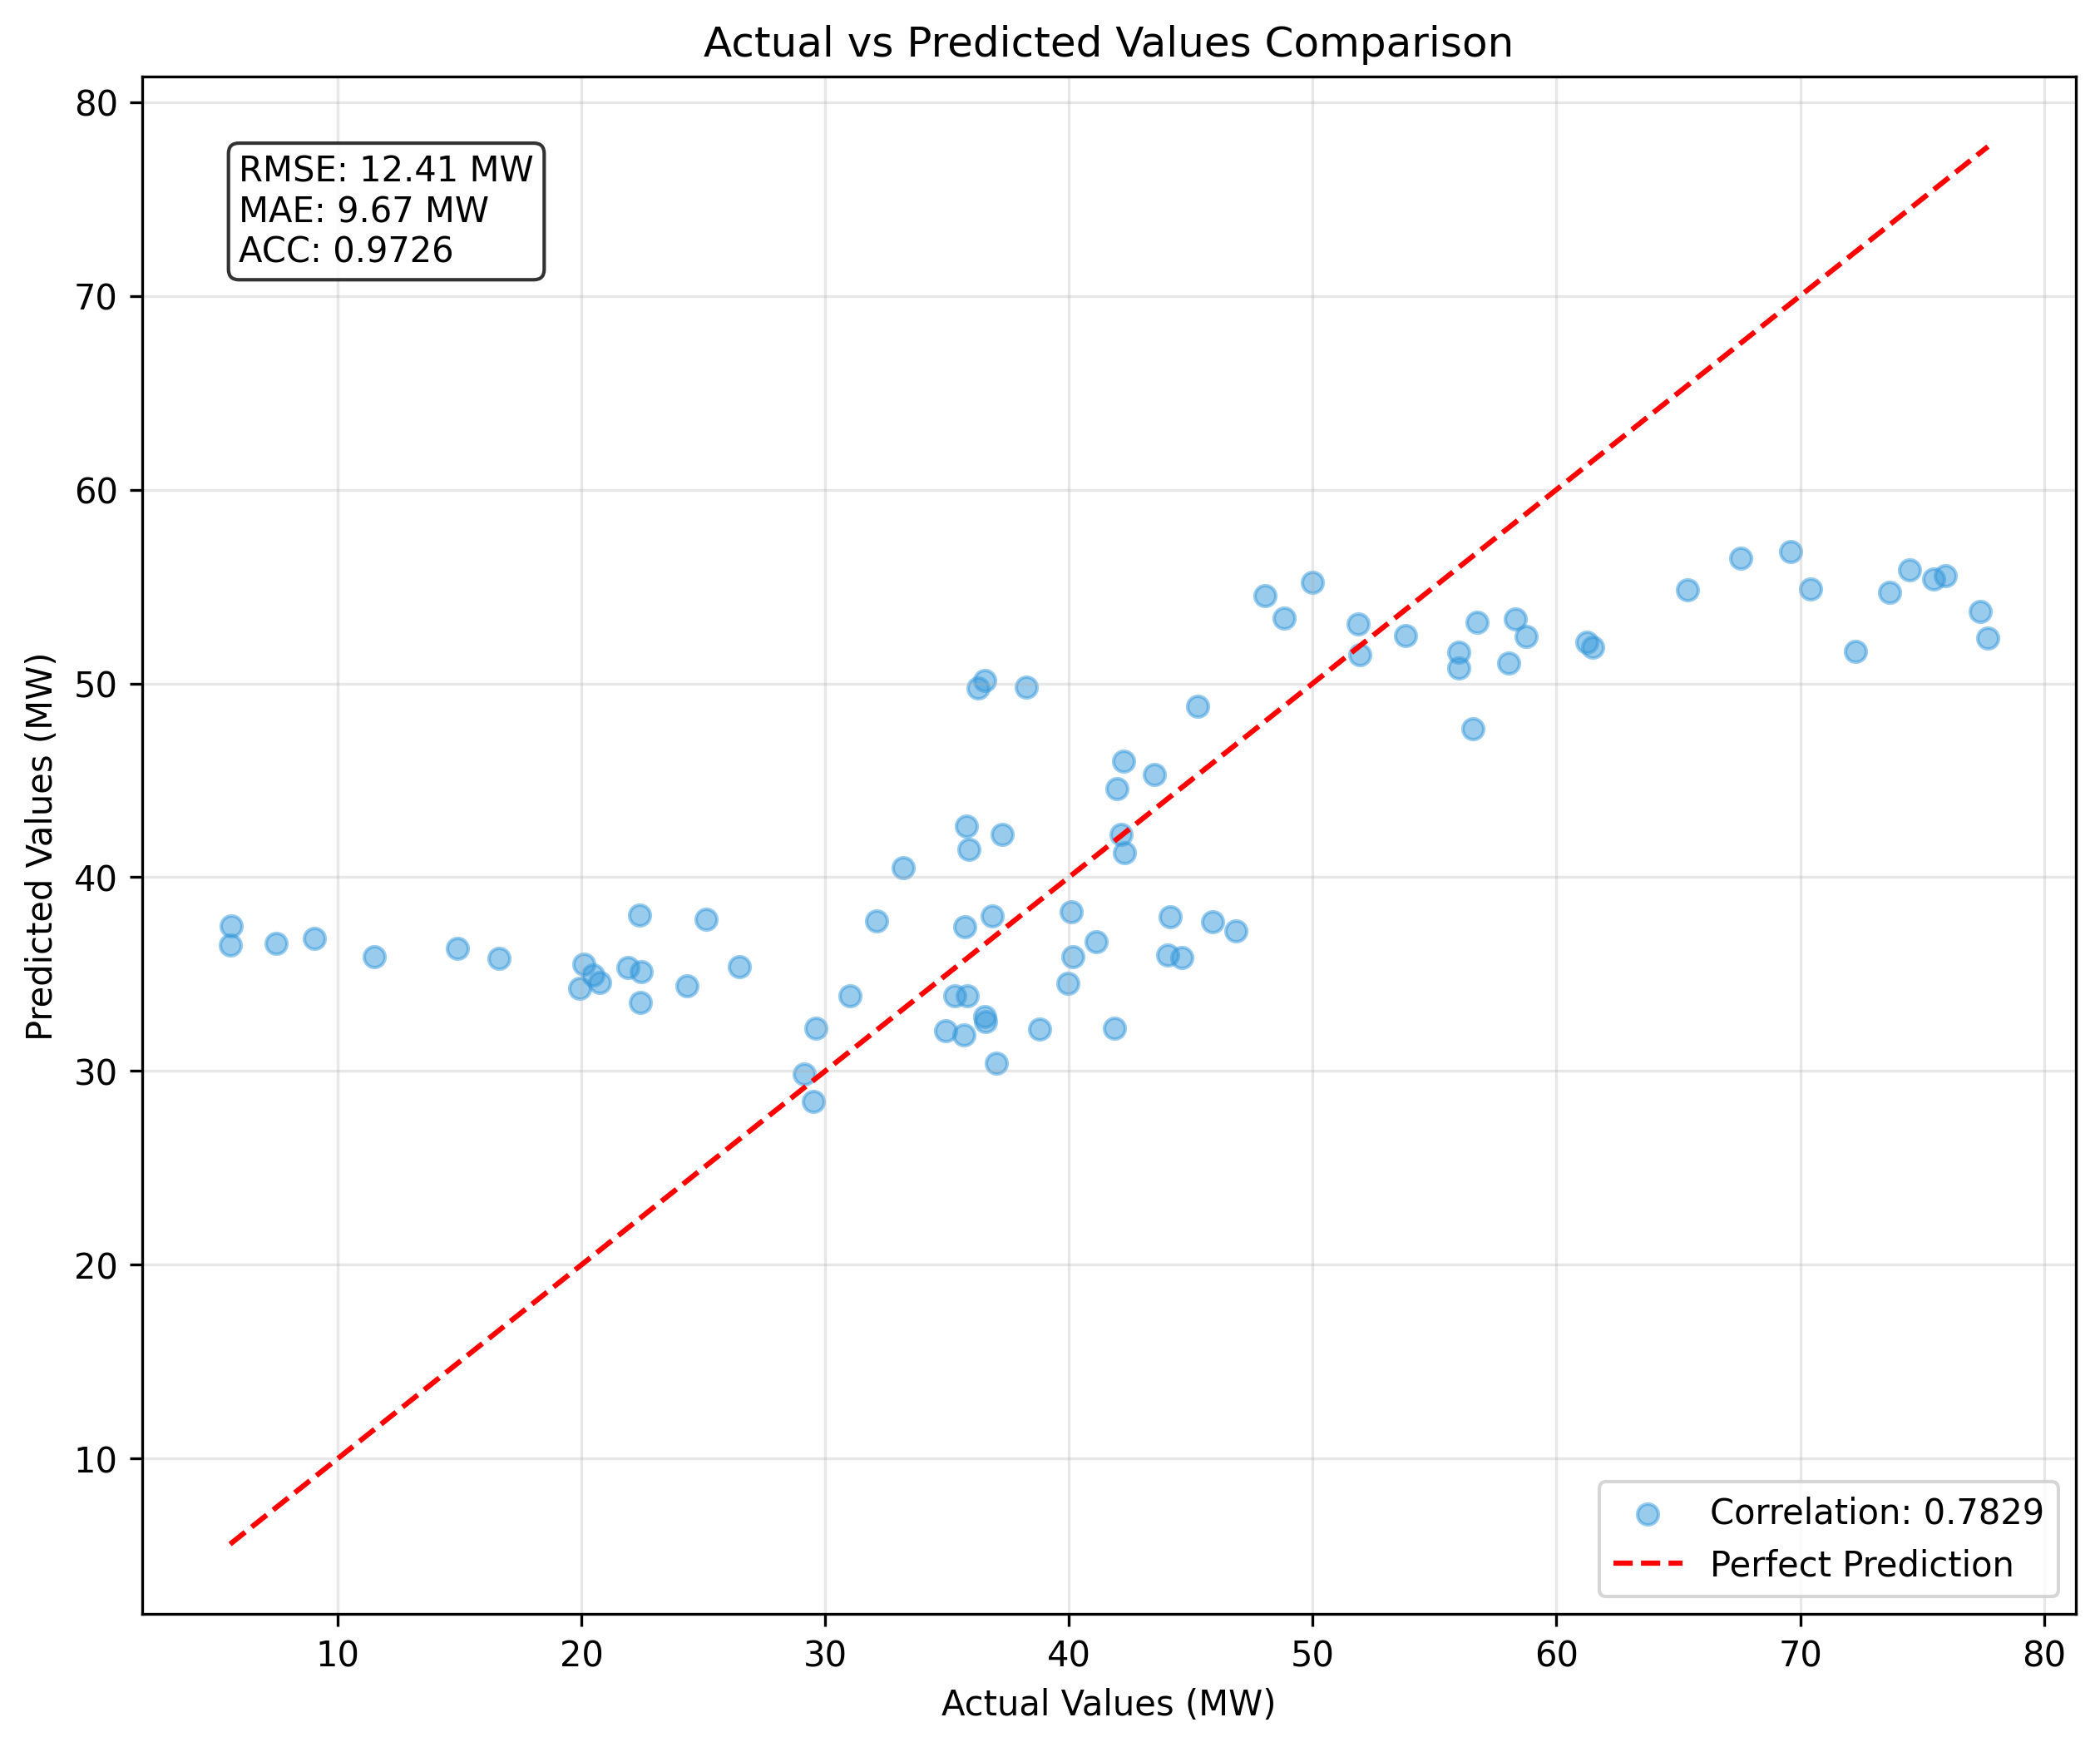 Actual vs Predicted Values Comparison
80
70
60
50
40
30
20
10
Predicted Values (MW)
RMSE: 12.41 MW
MAE: 9.67 MW
ACC: 0.9726
Correlation: 0.7829
Perfect Prediction
10 20 30 40 50 60 70 80
Actual Values (MW)